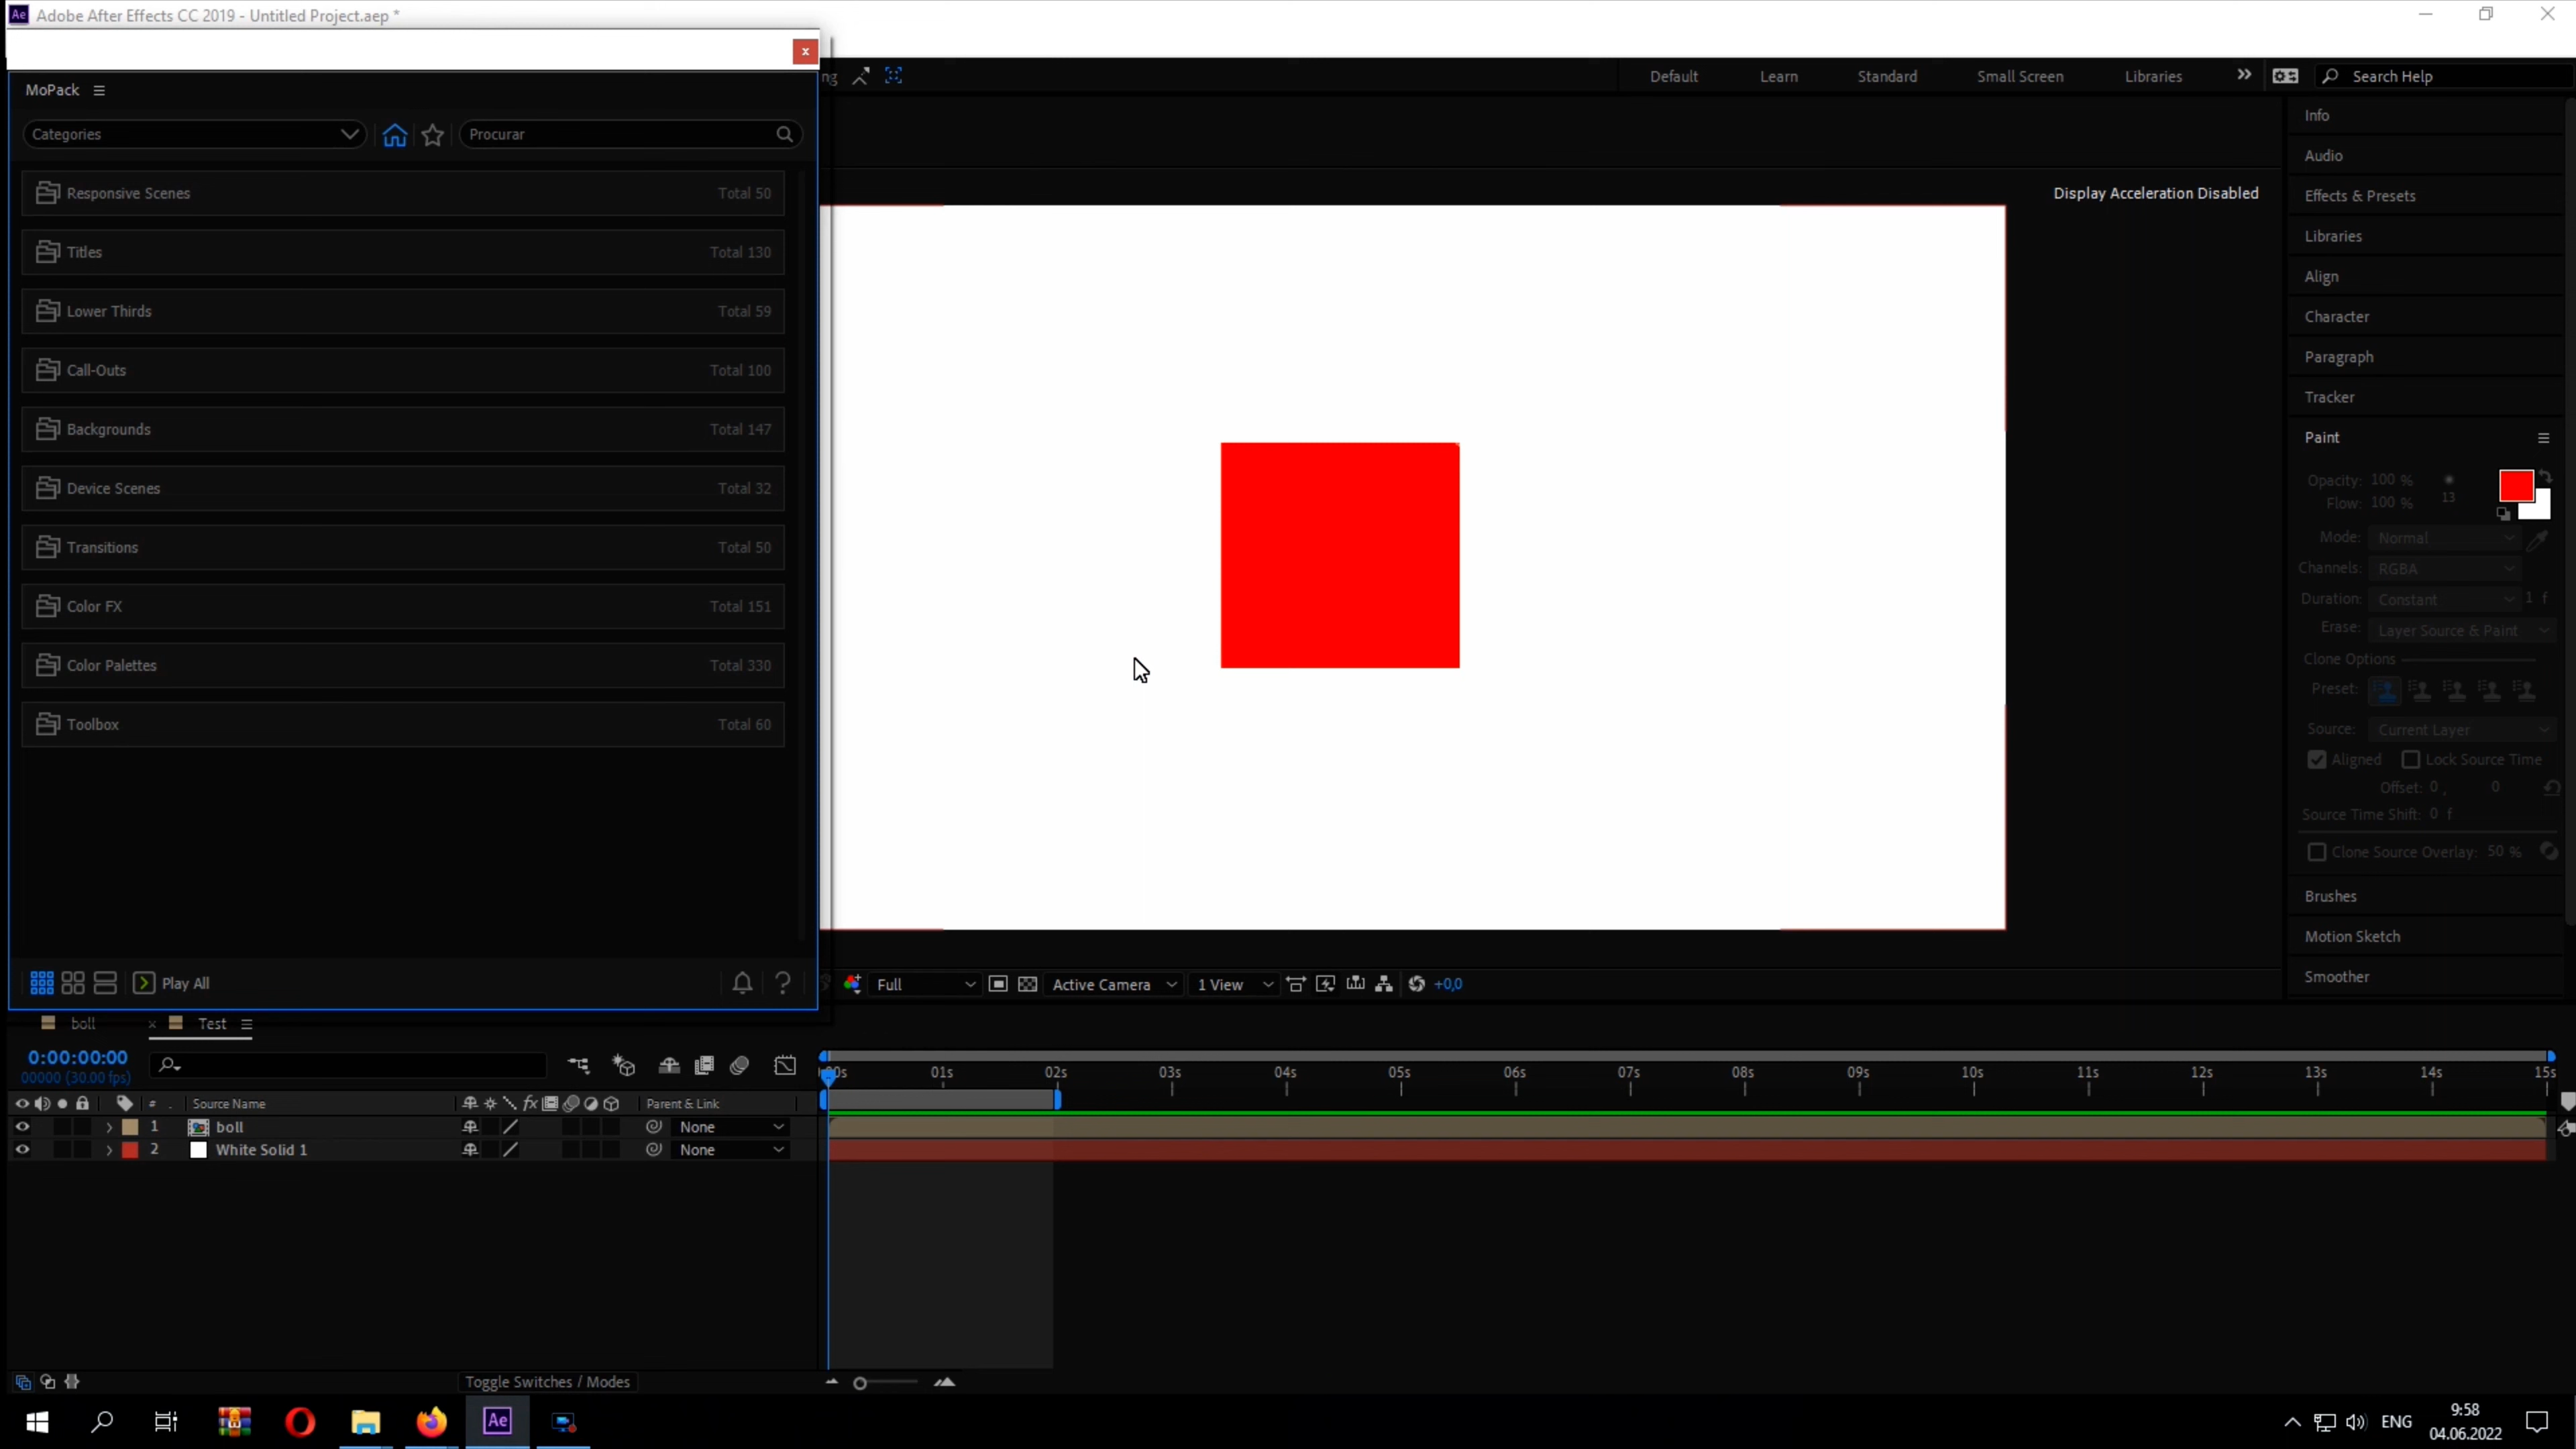 Adobe After Effects CC 2019 - Untitled Project.aep *
x
MoPack
ng
Default
Learn
Standard
Small Screen
Libraries
Search Help
Categories
Procurar
Responsive Scenes
Total 50
Titles
Total 130
Lower Thirds
Total 59
Call-Outs
Total 100
Backgrounds
Total 147
Device Scenes
Total 32
Transitions
Total 50
Color FX
Total 151
Color Palettes
Total 330
Toolbox
Total 60
Play All
Display Acceleration Disabled
Info
Audio
Effects & Presets
Libraries
Align
Character
Paragraph
Tracker
Paint
Opacity: 100 %
Flow: 100 %
13
Mode: Normal
Channels: RGBA
Duration: Constant 1 f
Erase: Layer Source & Paint
Clone Options
Preset:
Source: Current Layer
Aligned Lock Source Time
Offset: 0 , 0
Source Time Shift: 0 f
Clone Source Overlay: 50 %
Brushes
Motion Sketch
Smoother
Full
Active Camera
1 View
+0,0
boll
Test
0:00:00:00
00000 (30.00 fps)
# . Source Name
Parent & Link
00s 01s 02s 03s 04s 05s 06s 07s 08s 09s 10s 11s 12s 13s 14s 15s
1 boll None
2 White Solid 1 None
Toggle Switches / Modes
Ae
ENG
9:58
04.06.2022